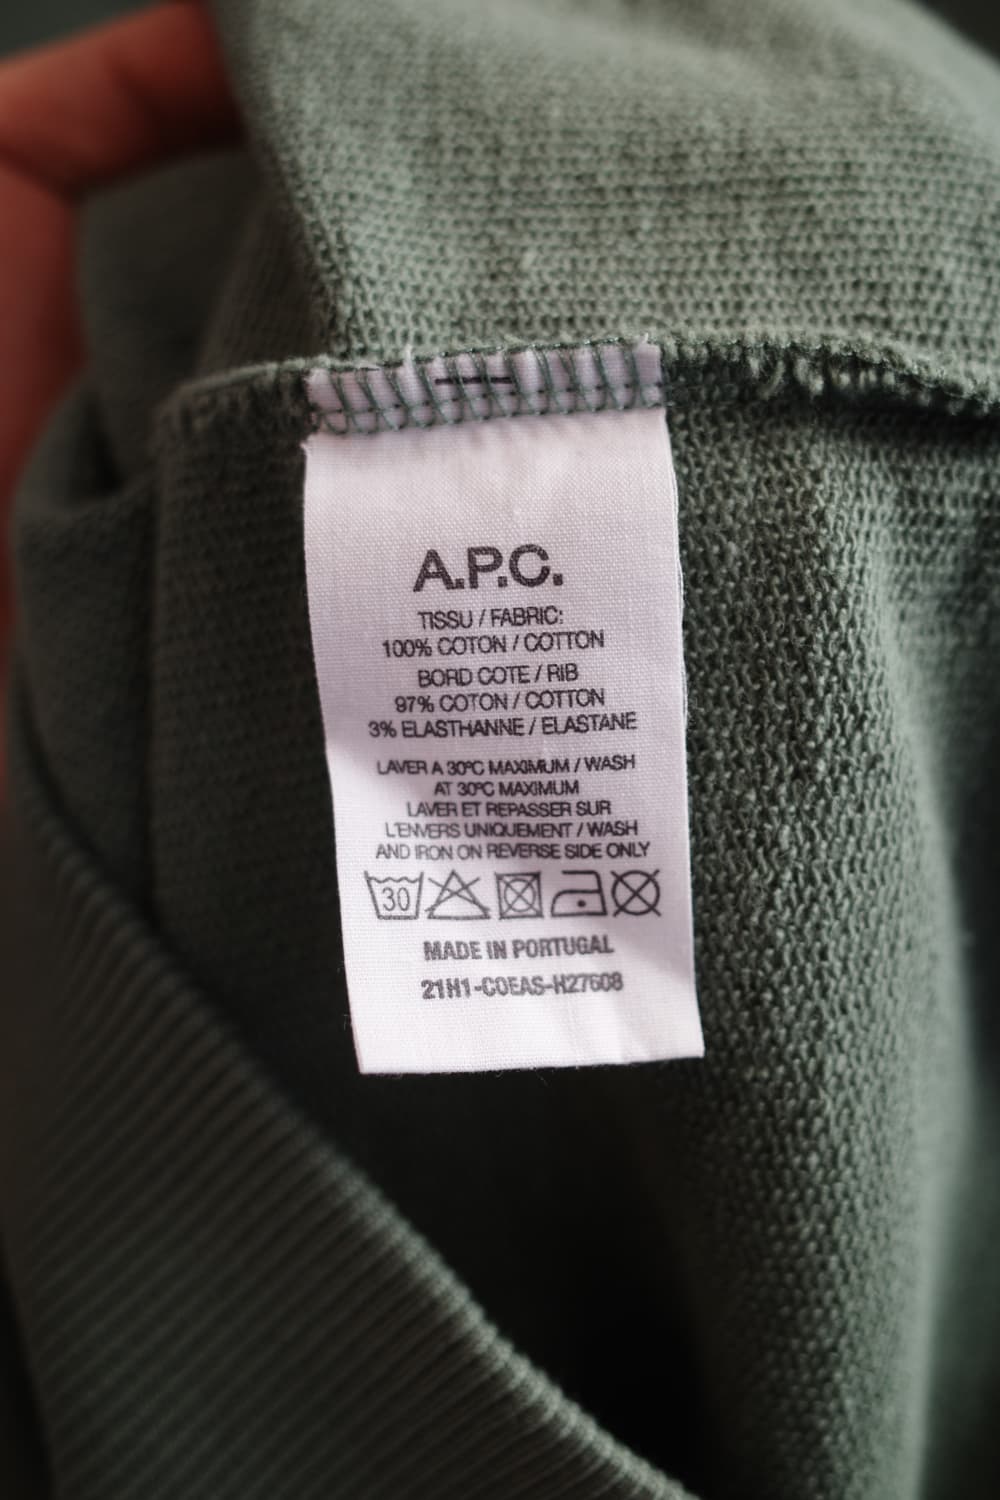 A.P.C.
TISSU / FABRIC:
100% COTON / COTTON
BORD COTE / RIB
97% COTON / COTTON
3% ELASTHANNE / ELASTANE
LAVER A 30°C MAXIMUM / WASH
AT 30°C MAXIMUM
LAVER ET REPASSER SUR
L'ENVERS UNIQUEMENT / WASH
AND IRON ON REVERSE SIDE ONLY
30
MADE IN PORTUGAL
21H1-COEAS-H27608